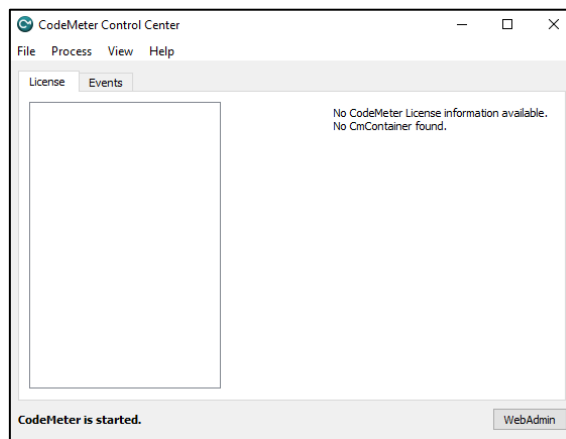 CodeMeter Control Center
File Process View Help
License Events
No CodeMeter License information available.
No CmContainer found.
CodeMeter is started.
WebAdmin